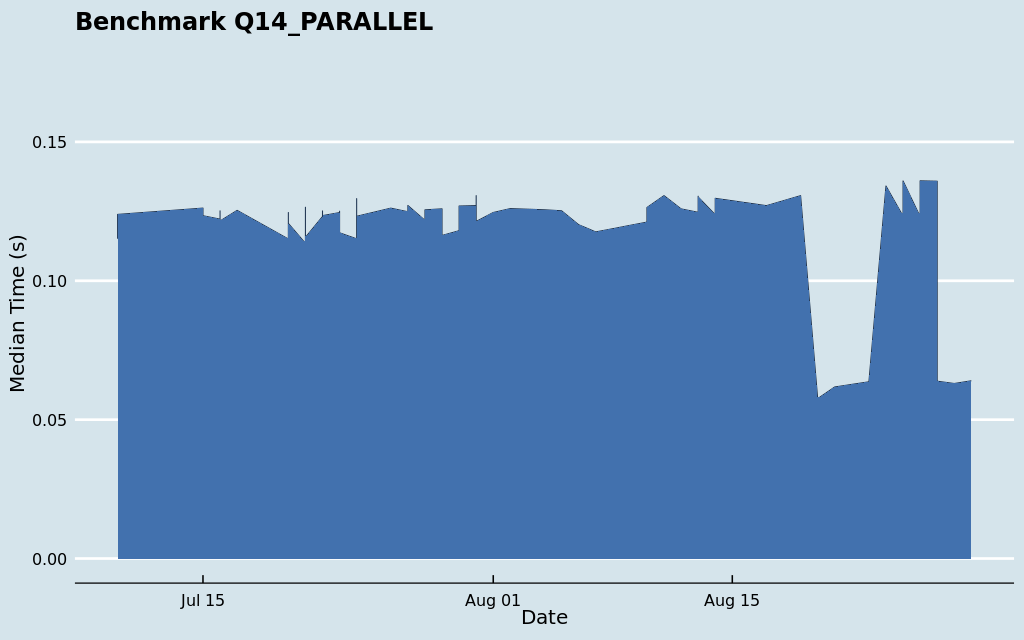 Benchmark Q14_PARALLEL
Median Time (s)
0.15
0.10
0.05
0.00
Jul 15
Aug 01
Aug 15
Date